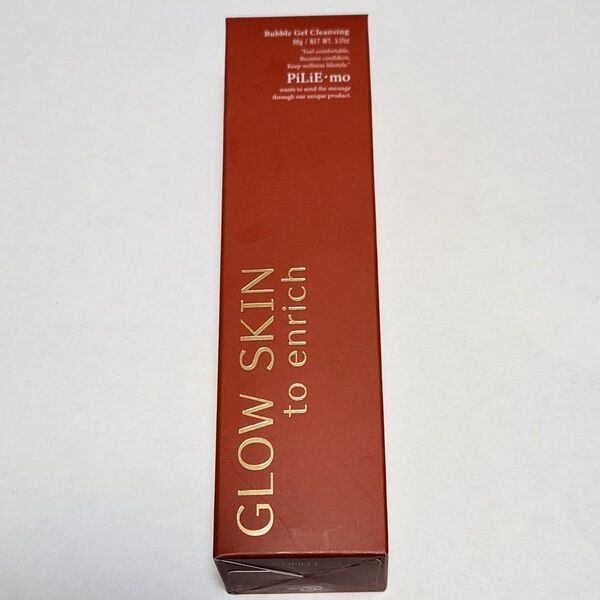 Bubble Gel Cleansing
90g / NET WT. 3.17oz
"Feel comfortable.
Become confident.
Keep wellness lifestyle."
PiLiE·mo
wants to send the message
through our unique product.
GLOW SKIN
to enrich